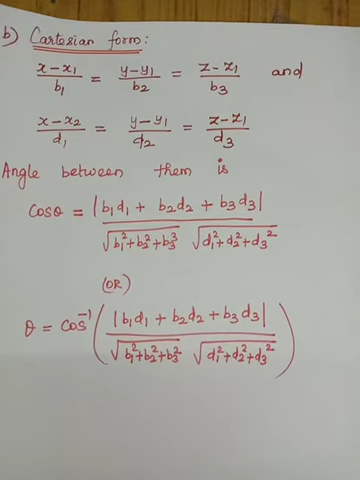 b) Cartesian form:
x-x₁/b₁ = y-y₁/b₂ = z-z₁/b₃ and
x-x₂/d₁ = y-y₁/d₂ = z-z₁/d₃
Angle between them is
Cosθ = |b₁d₁ + b₂d₂ + b₃d₃| / √(b₁²+b₂²+b₃³) √(d₁²+d₂²+d₃²)
(OR)
θ = Cos⁻¹ ( |b₁d₁ + b₂d₂ + b₃d₃| / √(b₁²+b₂²+b₃²) √(d₁²+d₂²+d₃²) )